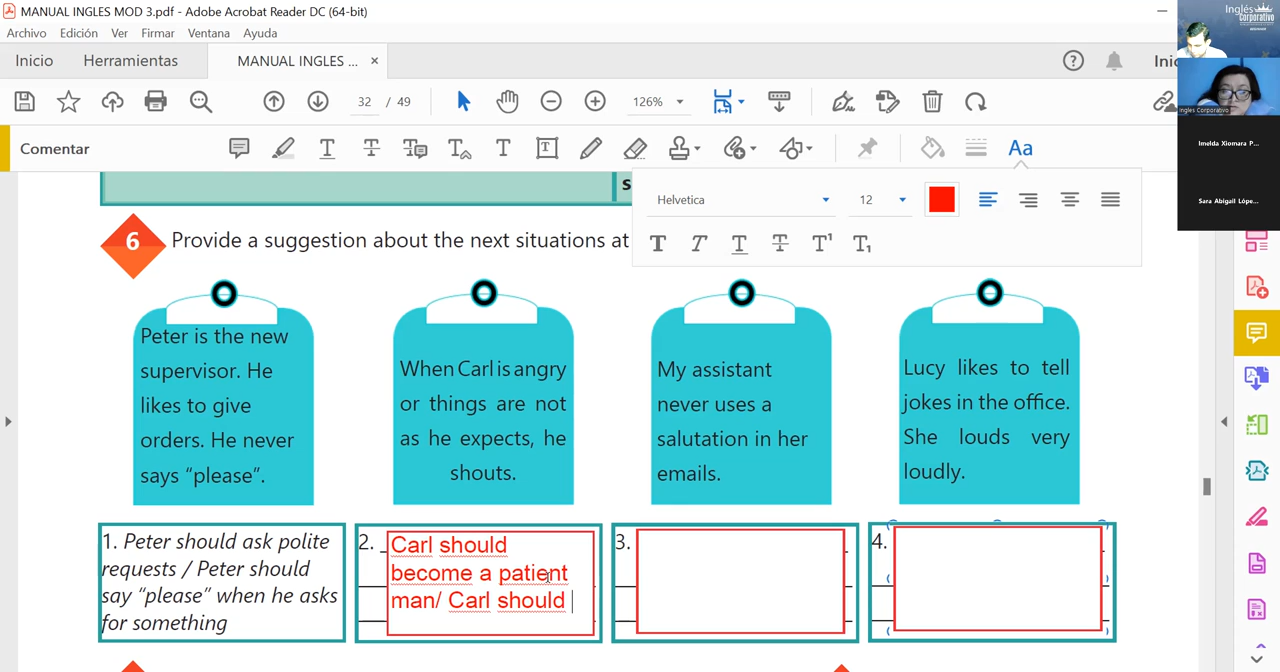 MANUAL INGLES MOD 3.pdf - Adobe Acrobat Reader DC (64-bit)
Archivo Edición Ver Firmar Ventana Ayuda
Inicio Herramientas MANUAL INGLES ... × Inic
32 / 49 126%
Comentar
Helvetica 12
Inglés
Corporativo
Inglés Corporativo
Imelda Xiomara P...
Sara Abigail Lópe...
6 Provide a suggestion about the next situations at
Peter is the new
supervisor. He
likes to give
orders. He never
says “please”.
When Carl is angry
or things are not
as he expects, he
shouts.
My assistant
never uses a
salutation in her
emails.
Lucy likes to tell
jokes in the office.
She louds very
loudly.
1. Peter should ask polite
requests / Peter should
say “please” when he asks
for something
2. Carl should
become a patient
man/ Carl should
3.
4.